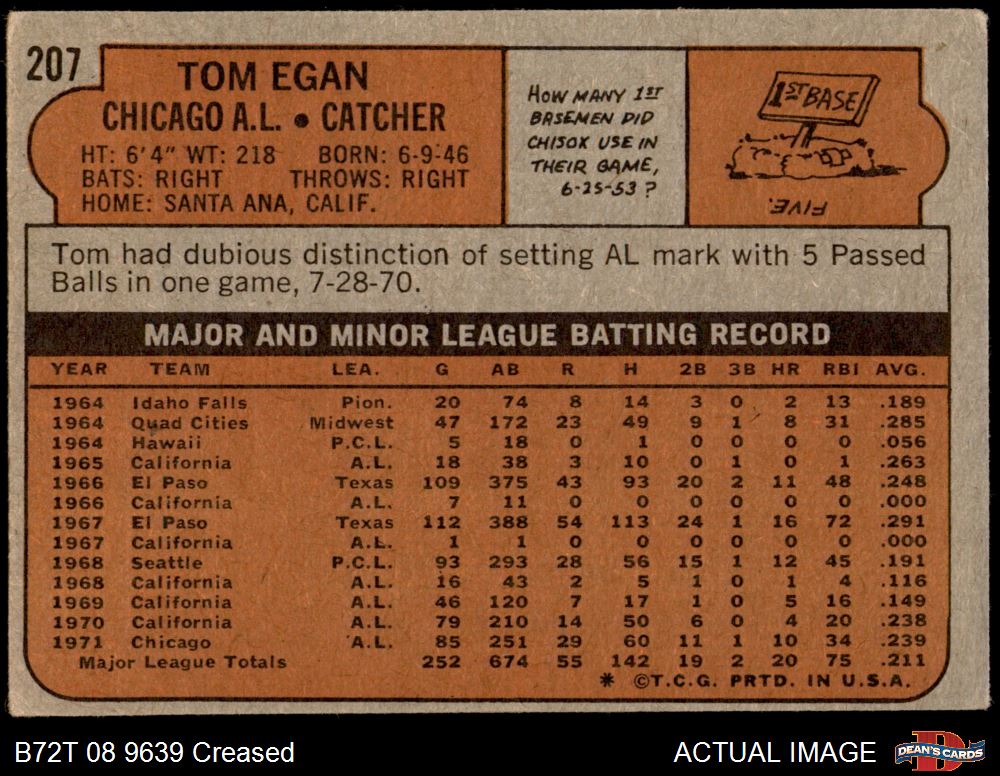 207
TOM EGAN
CHICAGO A.L. • CATCHER
HT: 6'4" WT: 218 BORN: 6-9-46
BATS: RIGHT THROWS: RIGHT
HOME: SANTA ANA, CALIF.
HOW MANY 1ST
BASEMEN DID
CHISOX USE IN
THEIR GAME,
6-25-53?
1ST BASE
FIVE.
Tom had dubious distinction of setting AL mark with 5 Passed
Balls in one game, 7-28-70.
MAJOR AND MINOR LEAGUE BATTING RECORD
YEAR TEAM LEA. G AB R H 2B 3B HR RBI AVG.
1964 Idaho Falls Pion. 20 74 8 14 3 0 2 13 .189
1964 Quad Cities Midwest 47 172 23 49 9 1 8 31 .285
1964 Hawaii P.C.L. 5 18 0 1 0 0 0 0 .056
1965 California A.L. 18 38 3 10 0 1 0 1 .263
1966 El Paso Texas 109 375 43 93 20 2 11 48 .248
1966 California A.L. 7 11 0 0 0 0 0 0 .000
1967 El Paso Texas 112 388 54 113 24 1 16 72 .291
1967 California A.L. 1 1 0 0 0 0 0 0 .000
1968 Seattle P.C.L. 93 293 28 56 15 1 12 45 .191
1968 California A.L. 16 43 2 5 1 0 1 4 .116
1969 California A.L. 46 120 7 17 1 0 5 16 .149
1970 California A.L. 79 210 14 50 6 0 4 20 .238
1971 Chicago A.L. 85 251 29 60 11 1 10 34 .239
Major League Totals 252 674 55 142 19 2 20 75 .211
* ©T.C.G. PRTD. IN U.S.A.
B72T 08 9639 Creased
ACTUAL IMAGE
D
DEAN'S CARDS